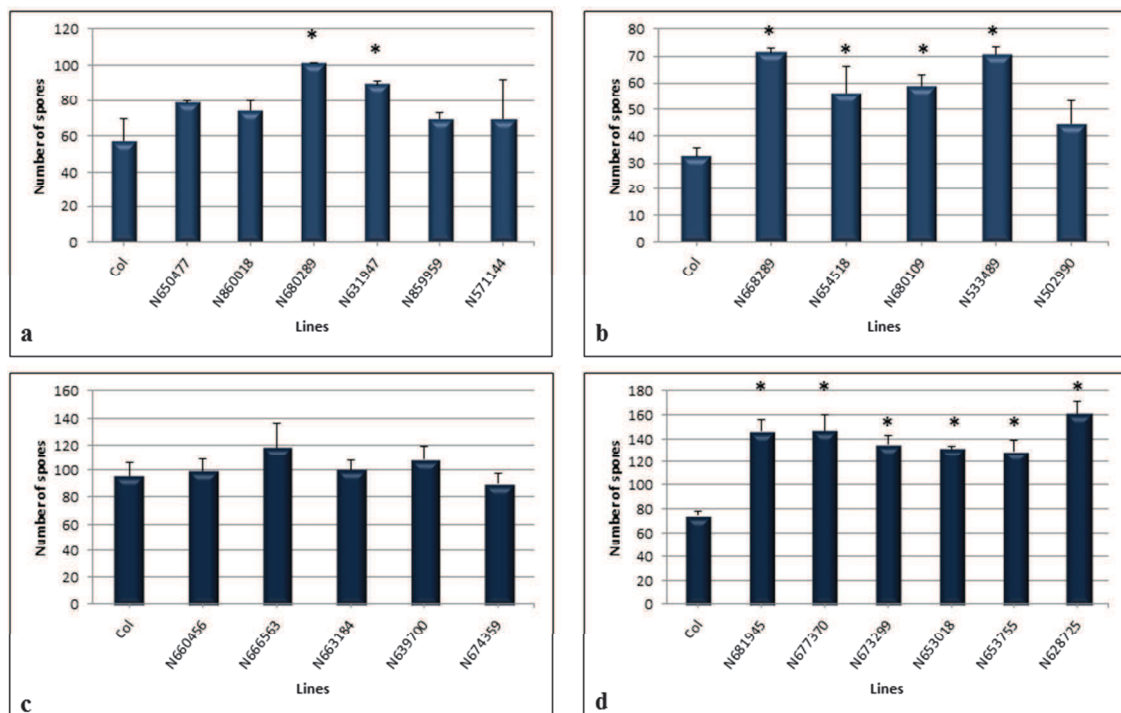 120
100
80
60
40
20
0
Number of spores
*
*
Col
N650477
N860018
N680289
N631947
N859959
N571144
Lines
a
80
70
60
50
40
30
20
10
0
Number of spores
*
*
*
*
Col
N668289
N654518
N680109
N533489
N502990
Lines
b
160
140
120
100
80
60
40
20
0
Number of spores
Col
N660456
N666563
N663184
N639700
N674359
Lines
c
180
160
140
120
100
80
60
40
20
0
Number of spores
*
*
*
*
*
*
Col
N681945
N677370
N673299
N653018
N653755
N628725
Lines
d